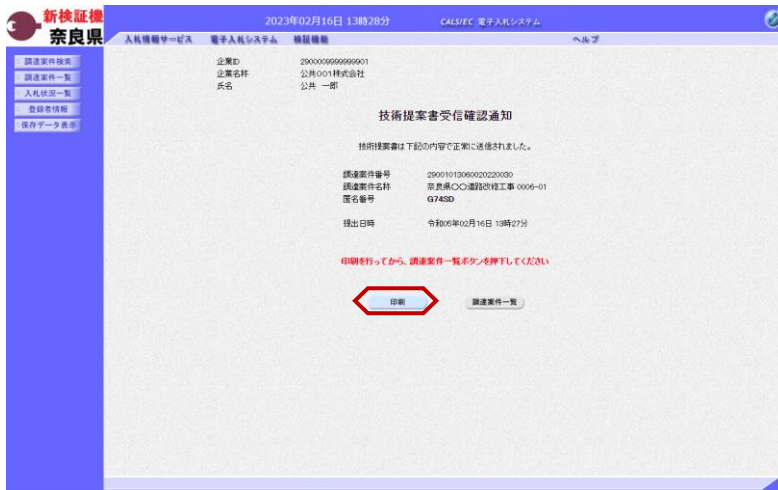 新検証機
奈良県
2023年02月16日 13時28分
CALS/EC 電子入札システム
入札情報サービス 電子入札システム 検証機能 ヘルプ
調達案件検索
調達案件一覧
入札状況一覧
登録者情報
保存データ表示
企業ID 2900009999999901
企業名称 公共001株式会社
氏名 公共 一郎
技術提案書受信確認通知
技術提案書は下記の内容で正常に送信されました。
調達案件番号 29001013060020220030
調達案件名称 奈良県○○道路改修工事 0006-01
匿名番号 G74SD
提出日時 令和05年02月16日 13時27分
印刷を行ってから、調達案件一覧ボタンを押下してください
印刷 調達案件一覧